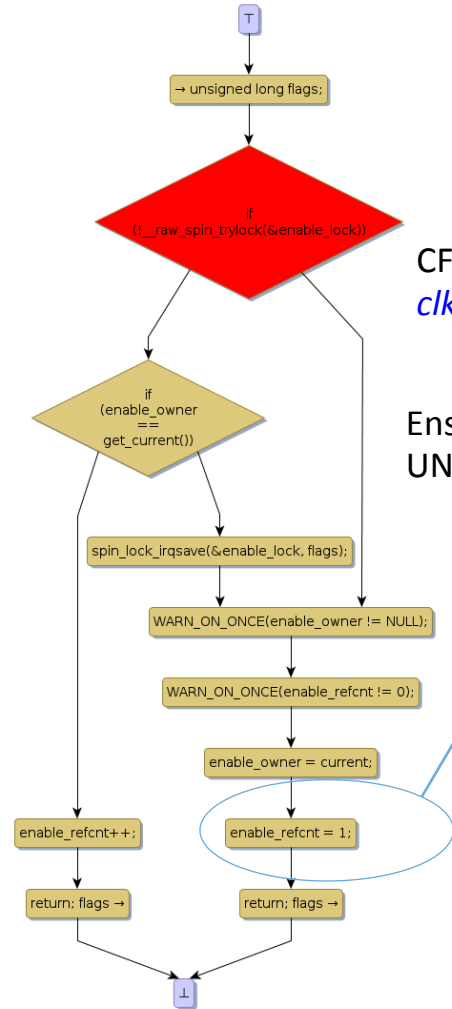 ⊤
→ unsigned long flags;
if
(!__raw_spin_trylock(&enable_lock))
CF
clk
if
(enable_owner
==
get_current())
Ens
UN
spin_lock_irqsave(&enable_lock, flags);
WARN_ON_ONCE(enable_owner != NULL);
WARN_ON_ONCE(enable_refcnt != 0);
enable_owner = current;
enable_refcnt++;
enable_refcnt = 1;
return; flags →
return; flags →
⊥